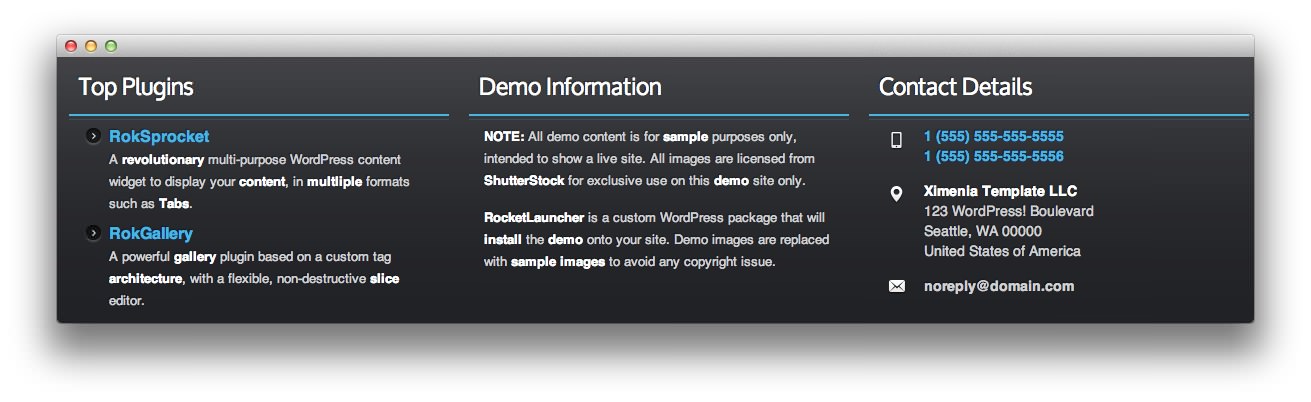 Top Plugins
RokSprocket
A revolutionary multi-purpose WordPress content
widget to display your content, in multliple formats
such as Tabs.
RokGallery
A powerful gallery plugin based on a custom tag
architecture, with a flexible, non-destructive slice
editor.
Demo Information
NOTE: All demo content is for sample purposes only,
intended to show a live site. All images are licensed from
ShutterStock for exclusive use on this demo site only.
RocketLauncher is a custom WordPress package that will
install the demo onto your site. Demo images are replaced
with sample images to avoid any copyright issue.
Contact Details
1 (555) 555-555-5555
1 (555) 555-555-5556
Ximenia Template LLC
123 WordPress! Boulevard
Seattle, WA 00000
United States of America
noreply@domain.com